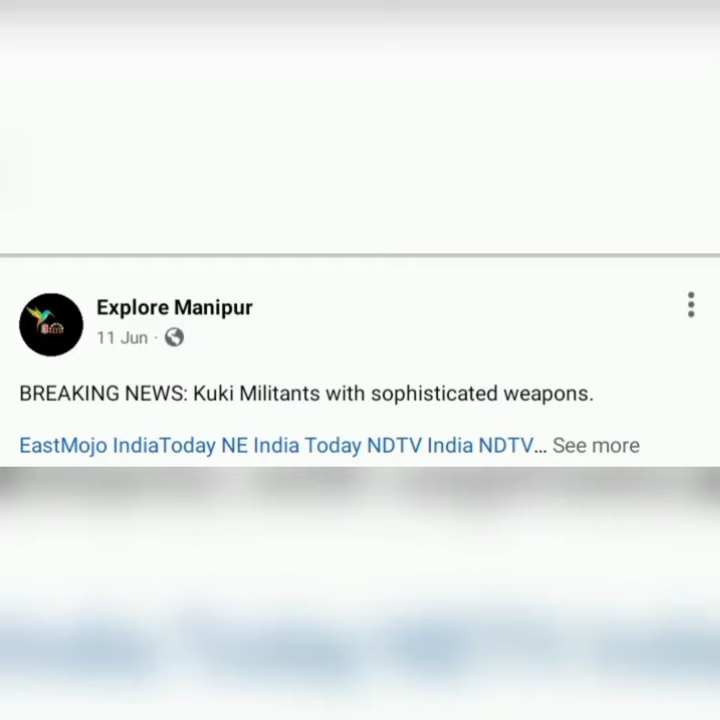 Explore Manipur
11 Jun ·
BREAKING NEWS: Kuki Militants with sophisticated weapons.
EastMojo IndiaToday NE India Today NDTV India NDTV... See more